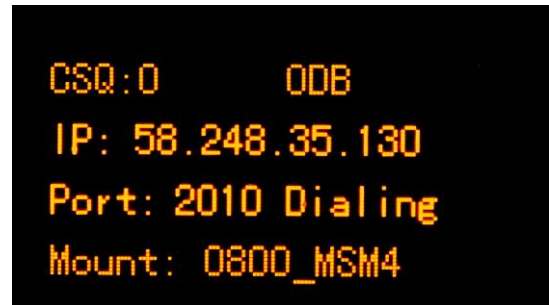 CSQ:0 0DB
IP: 58.248.35.130
Port: 2010 Dialing
Mount: 0800_MSM4